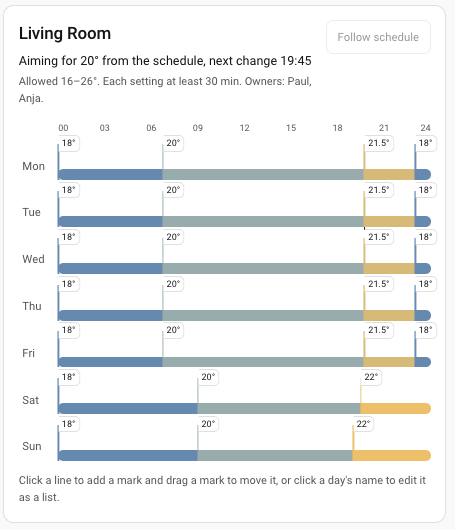 Living Room
Follow schedule
Aiming for 20° from the schedule, next change 19:45
Allowed 16–26°. Each setting at least 30 min. Owners: Paul,
Anja.
00 03 06 09 12 15 18 21 24
18° 20° 21.5° 18°
Mon
18° 20° 21.5° 18°
Tue
18° 20° 21.5° 18°
Wed
18° 20° 21.5° 18°
Thu
18° 20° 21.5° 18°
Fri
18° 20° 22°
Sat
18° 20° 22°
Sun
Click a line to add a mark and drag a mark to move it, or click a day's name to edit it
as a list.